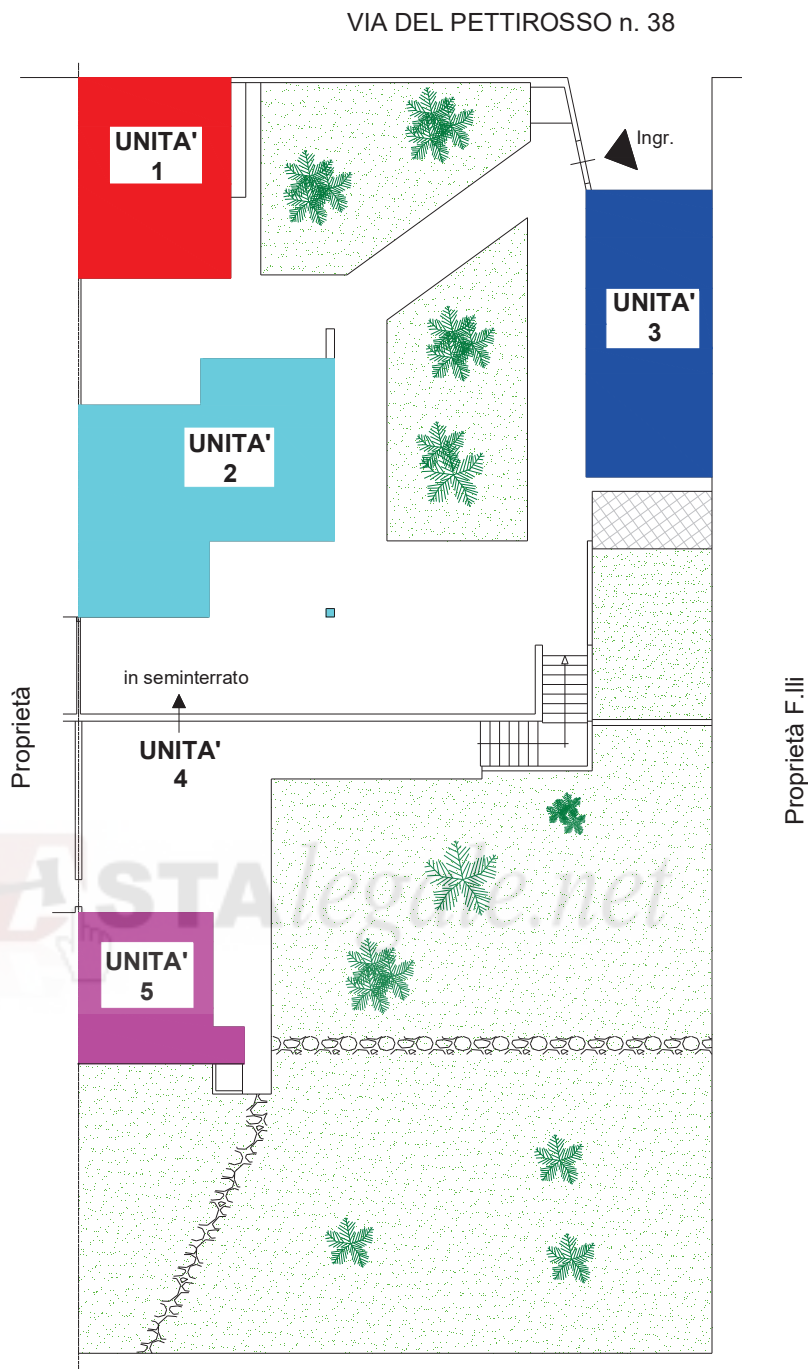 VIA DEL PETTIROSSO n. 38
UNITA'
1
Ingr.
UNITA'
3
UNITA'
2
in seminterrato
UNITA'
4
Proprietà
Proprietà F.lli
ASTAlegale.net
UNITA'
5